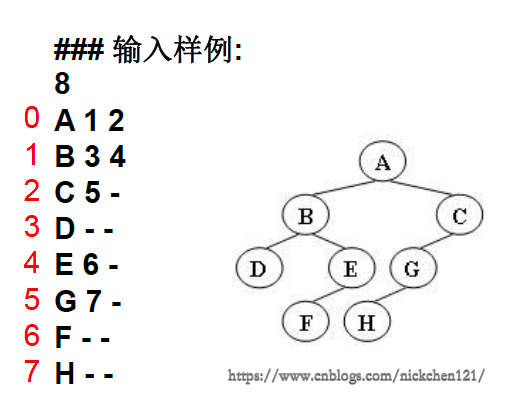 ### 输入样例:
8
0 A 1 2
1 B 3 4
2 C 5 -
3 D - -
4 E 6 -
5 G 7 -
6 F - -
7 H - -
A
B C
D E G
F H
https://www.cnblogs.com/nickchen121/